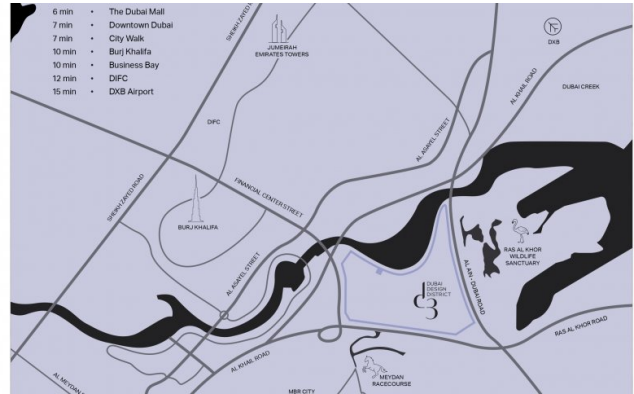 6 min • The Dubai Mall
7 min • Downtown Dubai
7 min • City Walk
10 min • Burj Khalifa
10 min • Business Bay
12 min • DIFC
15 min • DXB Airport
SHEIKH ZAYED ROAD
JUMEIRAH
EMIRATES TOWERS
DXB
AL KHAIL ROAD
DUBAI CREEK
DIFC
AL ASAYEL STREET
SHEIKH ZAYED ROAD
FINANCIAL CENTER STREET
BURJ KHALIFA
AL ASAYEL STREET
RAS AL KHOR
WILDLIFE
SANCTUARY
AL AIN - DUBAI ROAD
DUBAI
DESIGN
DISTRICT
d3
RAS AL KHOR ROAD
AL KHAIL ROAD
MEYDAN
RACECOURSE
AL MEYDAN
MBR CITY